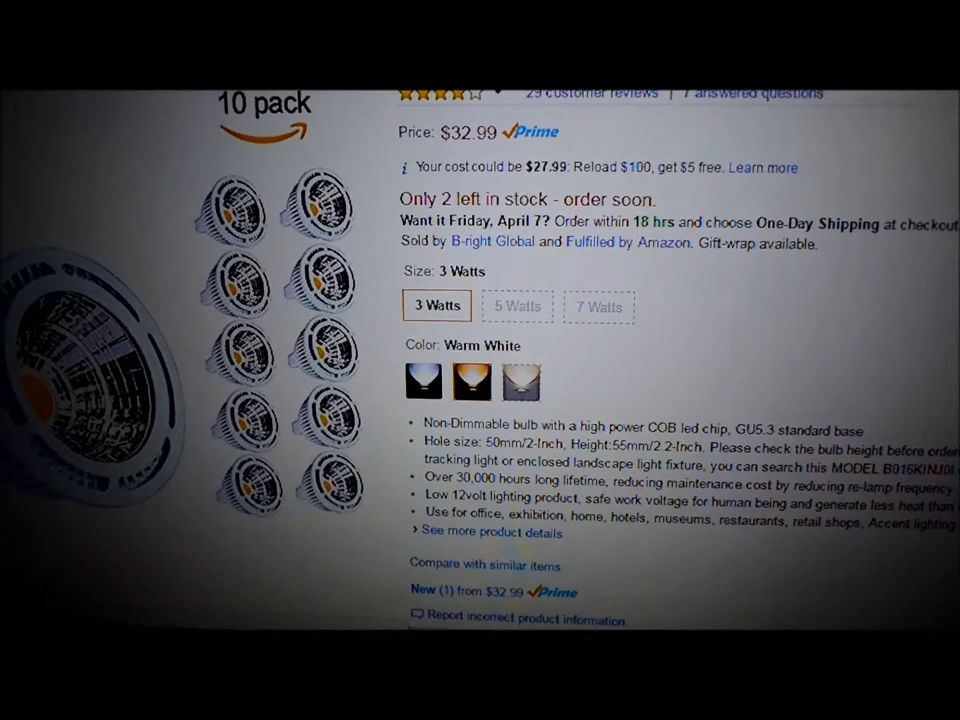 10 pack
29 customer reviews | 7 answered questions
Price: $32.99 Prime
Your cost could be $27.99: Reload $100, get $5 free. Learn more
Only 2 left in stock - order soon.
Want it Friday, April 7? Order within 18 hrs and choose One-Day Shipping at checkout
Sold by B-right Global and Fulfilled by Amazon. Gift-wrap available.
Size: 3 Watts
3 Watts 5 Watts 7 Watts
Color: Warm White
• Non-Dimmable bulb with a high power COB led chip, GU5.3 standard base
• Hole size: 50mm/2-Inch, Height:55mm/2.2-Inch. Please check the bulb height before
tracking light or enclosed landscape light fixture, you can search this MODEL
• Over 30,000 hours long lifetime, reducing maintenance cost by reducing re-lamp frequency
• Low 12volt lighting product, safe work voltage for human being and generate less heat than
• Use for office, exhibition, home, hotels, museums, restaurants, retail shops, Accent lighting
› See more product details
Compare with similar items
New (1) from $32.99 Prime
Report incorrect product information